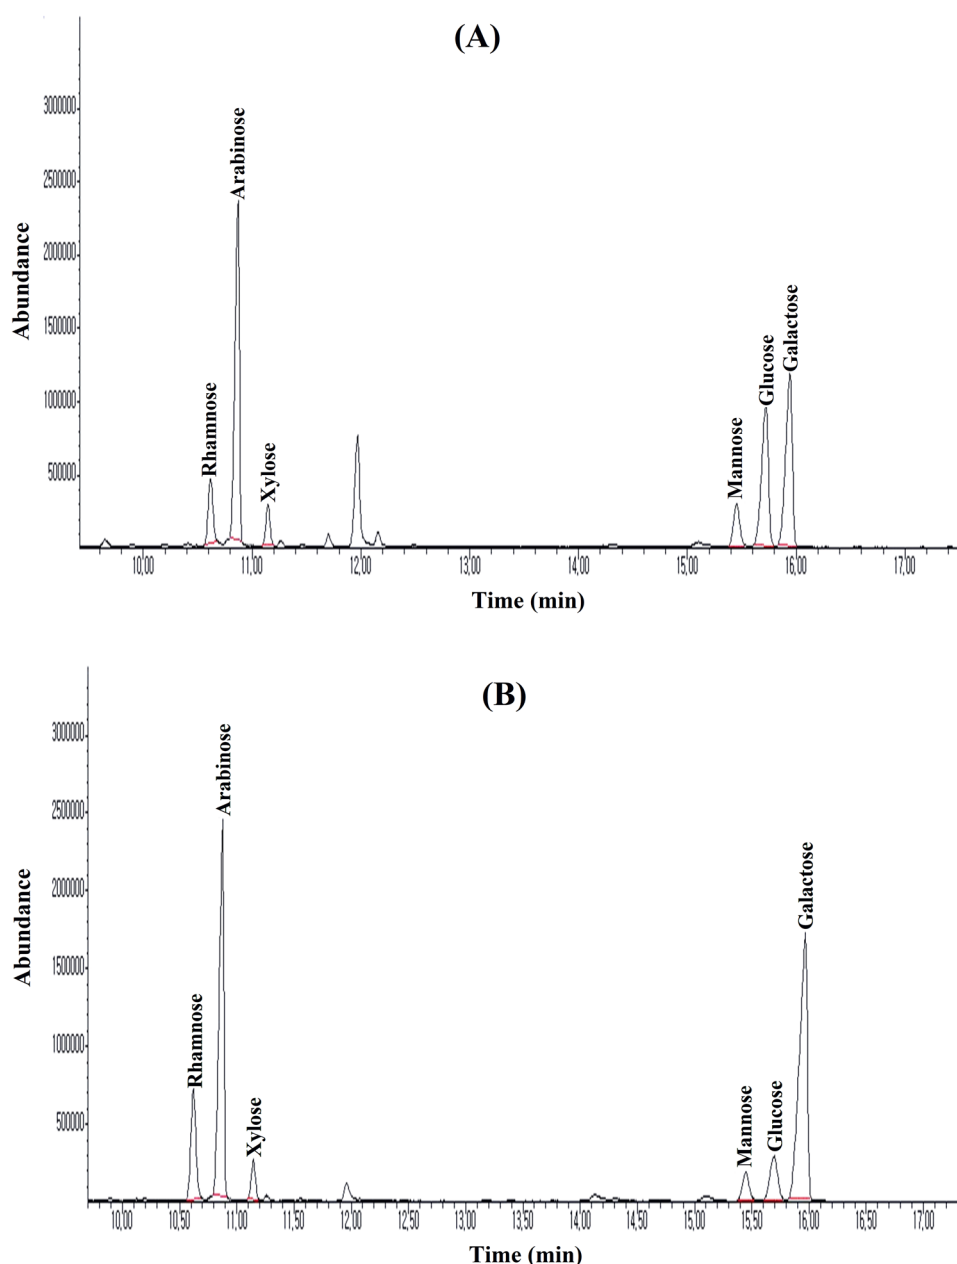 (A)
Abundance
3000000
2500000
2000000
1500000
1000000
500000
Rhamnose
Arabinose
Xylose
Mannose
Glucose
Galactose
10,00 11,00 12,00 13,00 14,00 15,00 16,00 17,00
Time (min)
(B)
Abundance
3000000
2500000
2000000
1500000
1000000
500000
Rhamnose
Arabinose
Xylose
Mannose
Glucose
Galactose
10,00 10,50 11,00 11,50 12,00 12,50 13,00 13,50 14,00 14,50 15,00 15,50 16,00 16,50 17,00
Time (min)